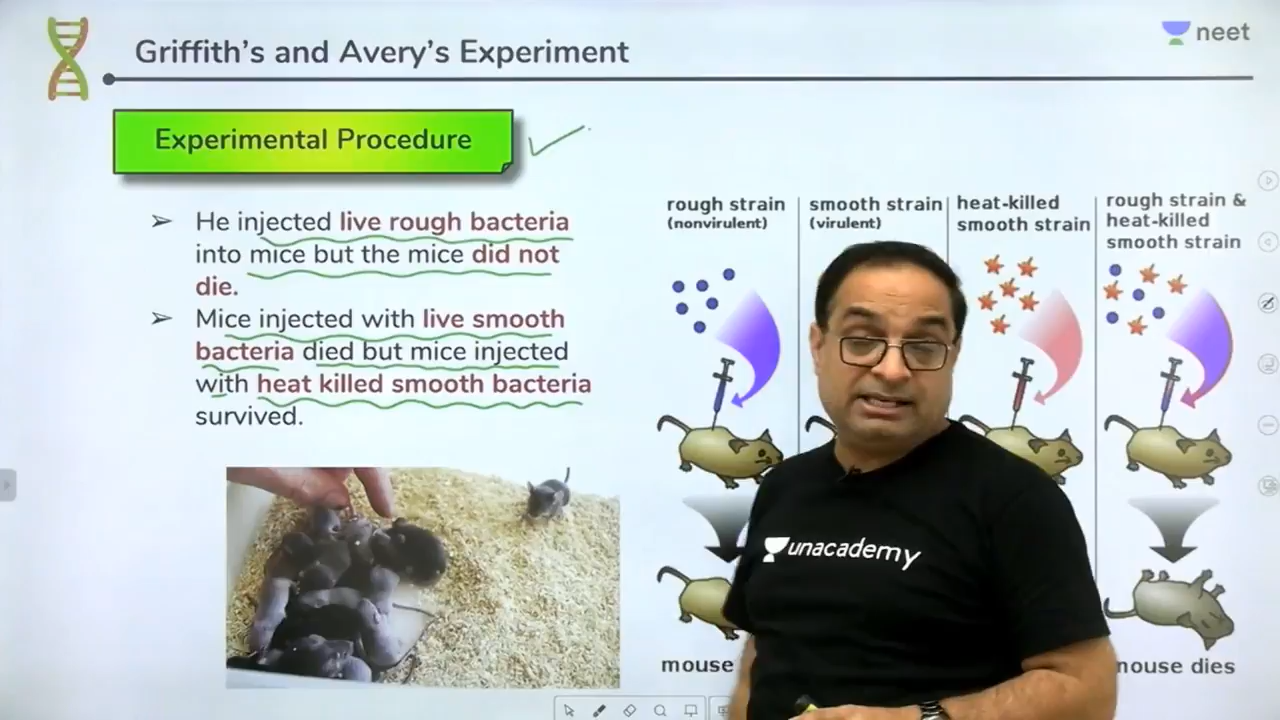 Griffith's and Avery's Experiment
neet
Experimental Procedure
➢ He injected live rough bacteria
into mice but the mice did not
die.
➢ Mice injected with live smooth
bacteria died but mice injected
with heat killed smooth bacteria
survived.
rough strain
(nonvirulent)
smooth strain
(virulent)
heat-killed
smooth strain
rough strain &
heat-killed
smooth strain
unacademy
mouse
mouse dies